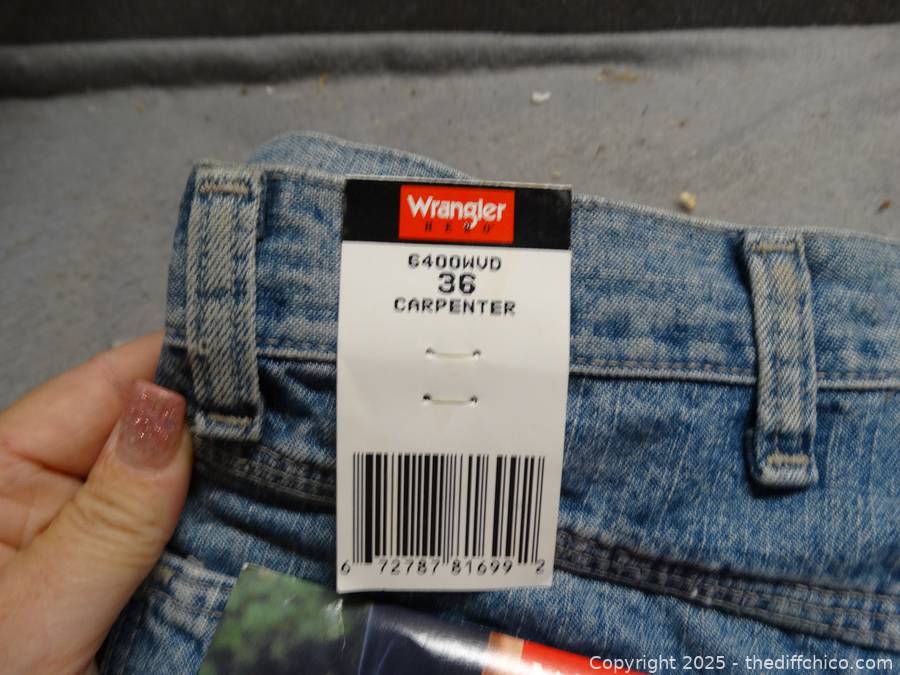 Wrangler
HERO
6400WVD
36
CARPENTER
6 72787 81699 2
Copyright 2025 - thediffchico.com